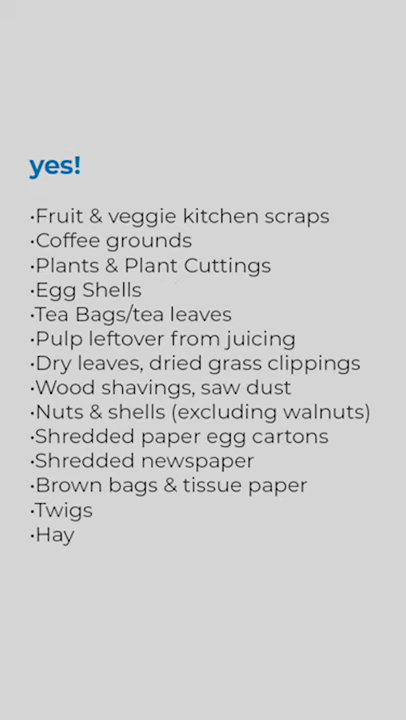 yes!
•Fruit & veggie kitchen scraps
•Coffee grounds
•Plants & Plant Cuttings
•Egg Shells
•Tea Bags/tea leaves
•Pulp leftover from juicing
•Dry leaves, dried grass clippings
•Wood shavings, saw dust
•Nuts & shells (excluding walnuts)
•Shredded paper egg cartons
•Shredded newspaper
•Brown bags & tissue paper
•Twigs
•Hay